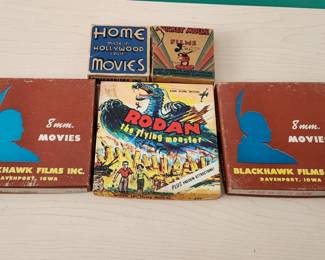 HOME
MADE IN
HOLLYWOOD
MOVIES
MICKEY MOUSE
FILMS
8mm.
MOVIES
BLACKHAWK FILMS INC.
DAVENPORT, IOWA
RODAN
the flying monster
PLUS
8mm.
MOVIES
BLACKHAWK FILMS
DAVENPORT, IOWA